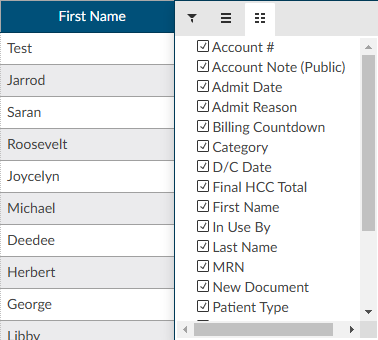 First Name
Test
Jarrod
Saran
Roosevelt
Joycelyn
Michael
Deedee
Herbert
George
Libby
Account #
Account Note (Public)
Admit Date
Admit Reason
Billing Countdown
Category
D/C Date
Final HCC Total
First Name
In Use By
Last Name
MRN
New Document
Patient Type